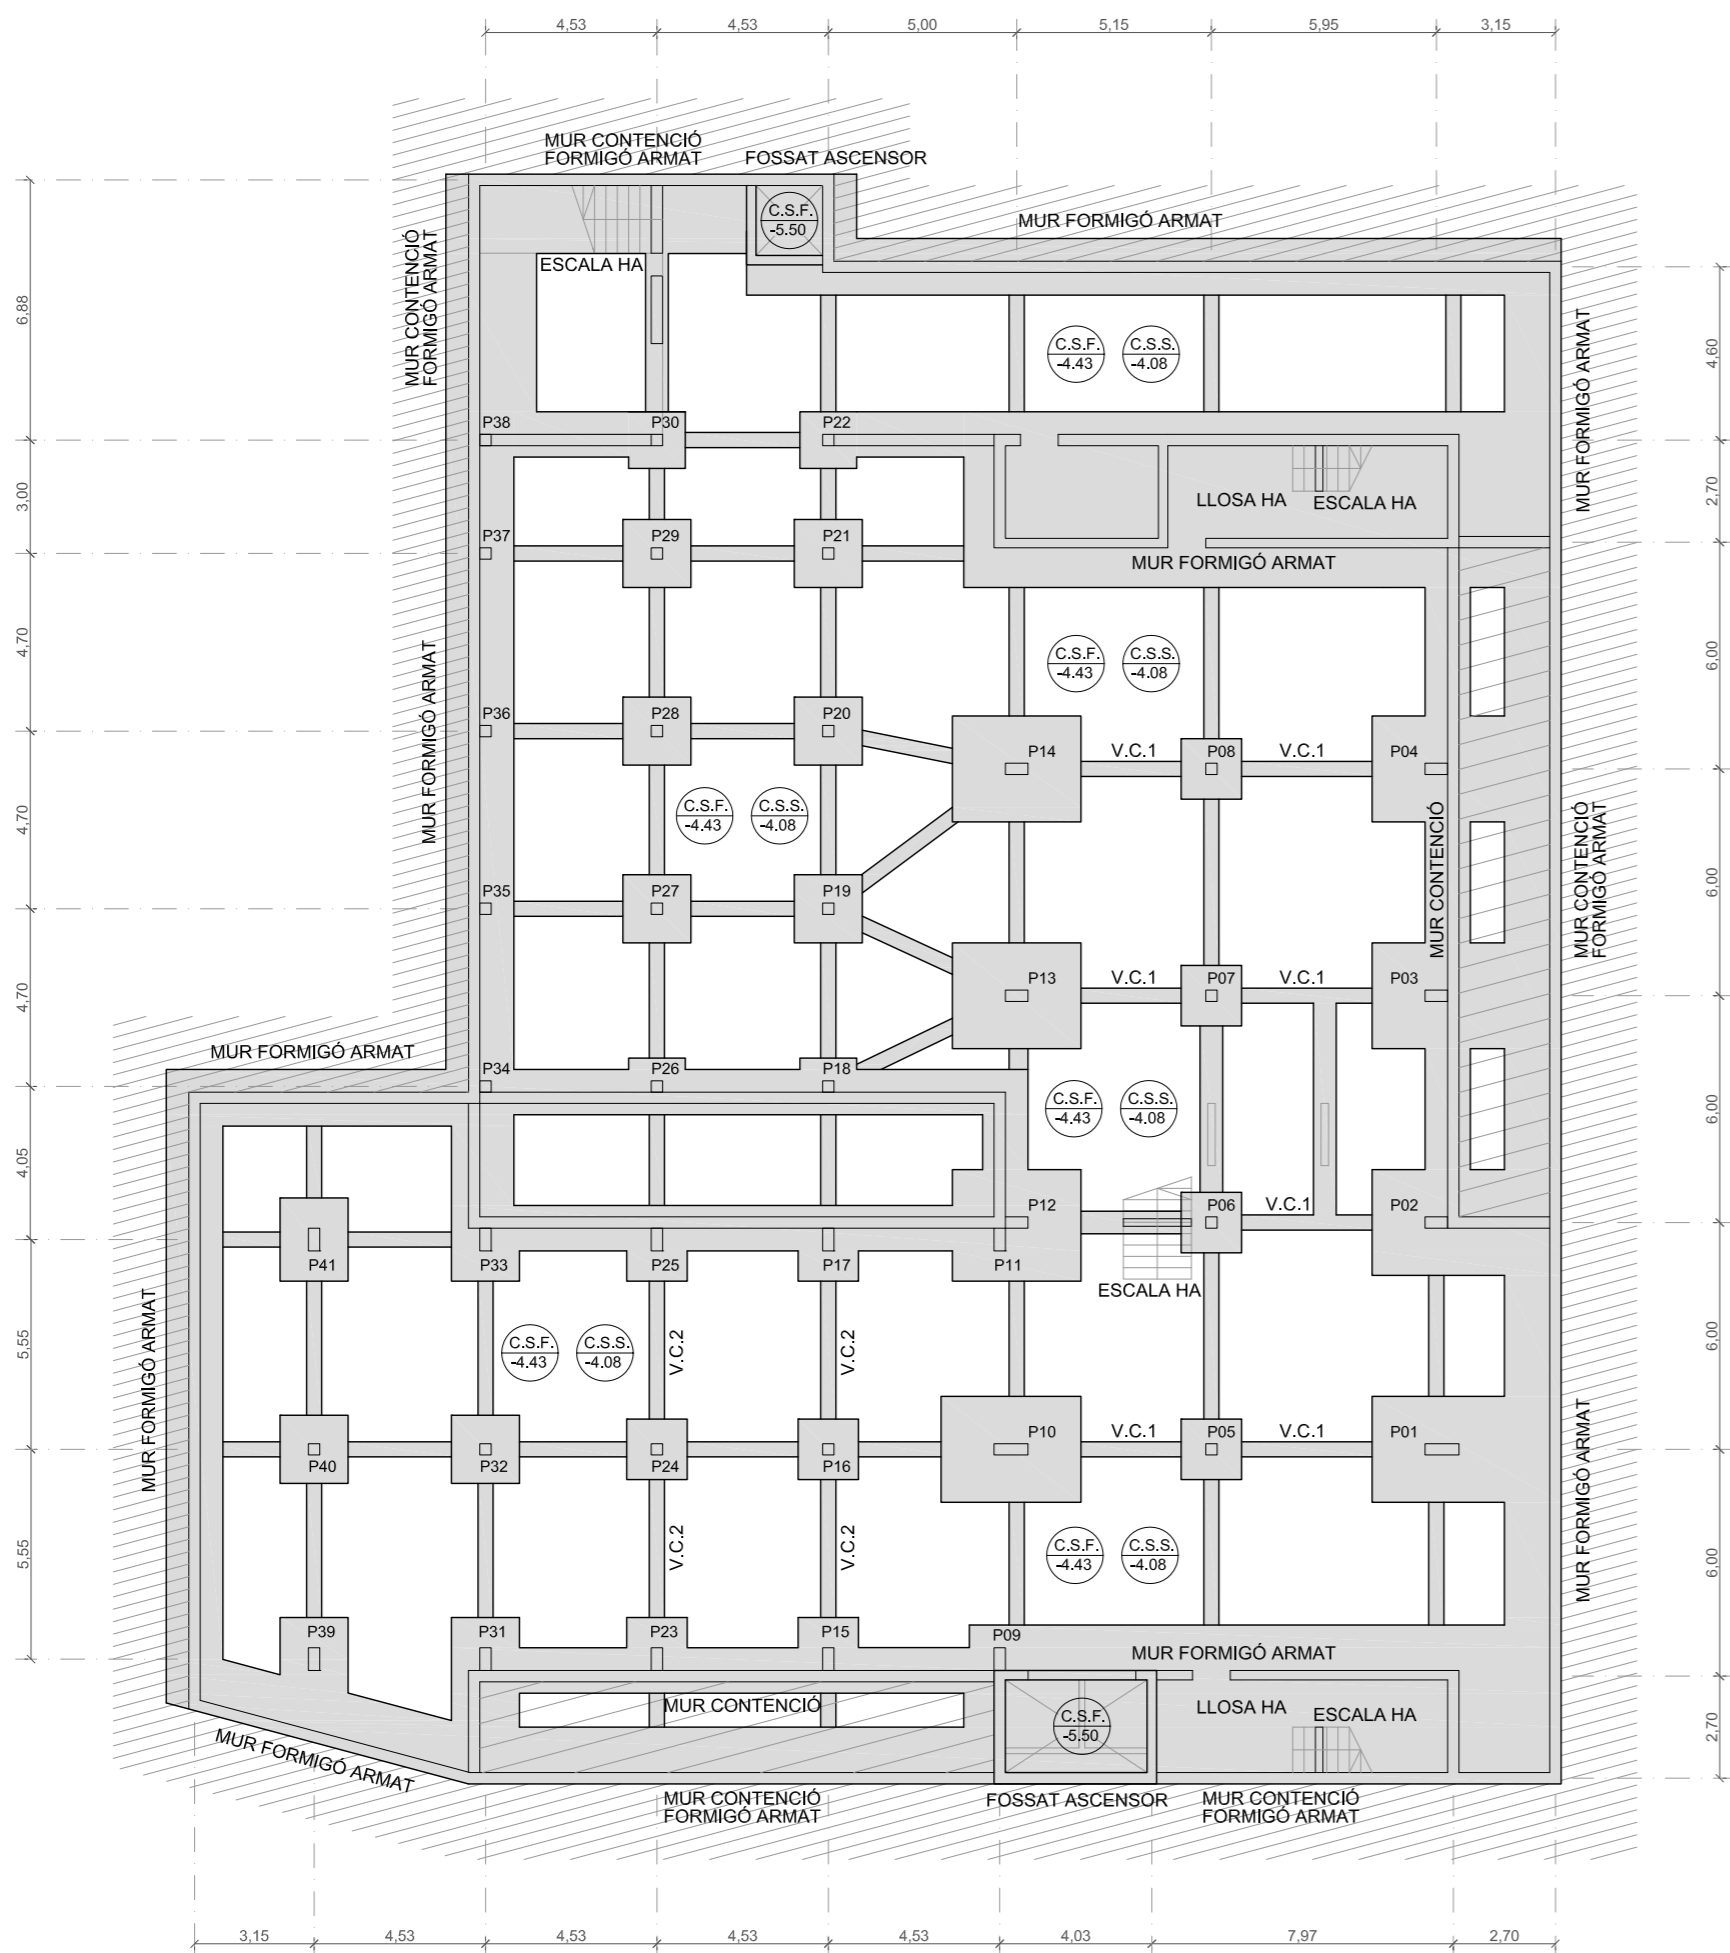 4,53
4,53
5,00
5,15
5,95
3,15
MUR CONTENCIÓ
FORMIGÓ ARMAT
FOSSAT ASCENSOR
C.S.F.
-5.50
MUR FORMIGÓ ARMAT
MUR CONTENCIÓ
FORMIGÓ ARMAT
ESCALA HA
6,88
C.S.F.
-4.43
C.S.S.
-4.08
MUR FORMIGÓ ARMAT
4,60
P38
P30
P22
3,00
LLOSA HA
ESCALA HA
2,70
P37
P29
P21
MUR FORMIGÓ ARMAT
4,70
MUR FORMIGÓ ARMAT
C.S.F.
-4.43
C.S.S.
-4.08
6,00
P36
P28
P20
P14
V.C.1
P08
V.C.1
P04
4,70
C.S.F.
-4.43
C.S.S.
-4.08
MUR CONTENCIÓ
MUR CONTENCIÓ
FORMIGÓ ARMAT
6,00
P35
P27
P19
4,70
P13
V.C.1
P07
V.C.1
P03
MUR FORMIGÓ ARMAT
P34
P26
P18
C.S.F.
-4.43
C.S.S.
-4.08
6,00
4,05
P12
P06
V.C.1
P02
P41
P33
P25
P17
P11
ESCALA HA
MUR FORMIGÓ ARMAT
5,55
C.S.F.
-4.43
C.S.S.
-4.08
V.C.2
V.C.2
6,00
P40
P32
P24
P16
P10
V.C.1
P05
V.C.1
P01
MUR FORMIGÓ ARMAT
5,55
V.C.2
V.C.2
C.S.F.
-4.43
C.S.S.
-4.08
6,00
P39
P31
P23
P15
P09
MUR FORMIGÓ ARMAT
MUR CONTENCIÓ
C.S.F.
-5.50
LLOSA HA
ESCALA HA
2,70
MUR FORMIGÓ ARMAT
MUR CONTENCIÓ
FORMIGÓ ARMAT
FOSSAT ASCENSOR
MUR CONTENCIÓ
FORMIGÓ ARMAT
3,15
4,53
4,53
4,53
4,53
4,03
7,97
2,70